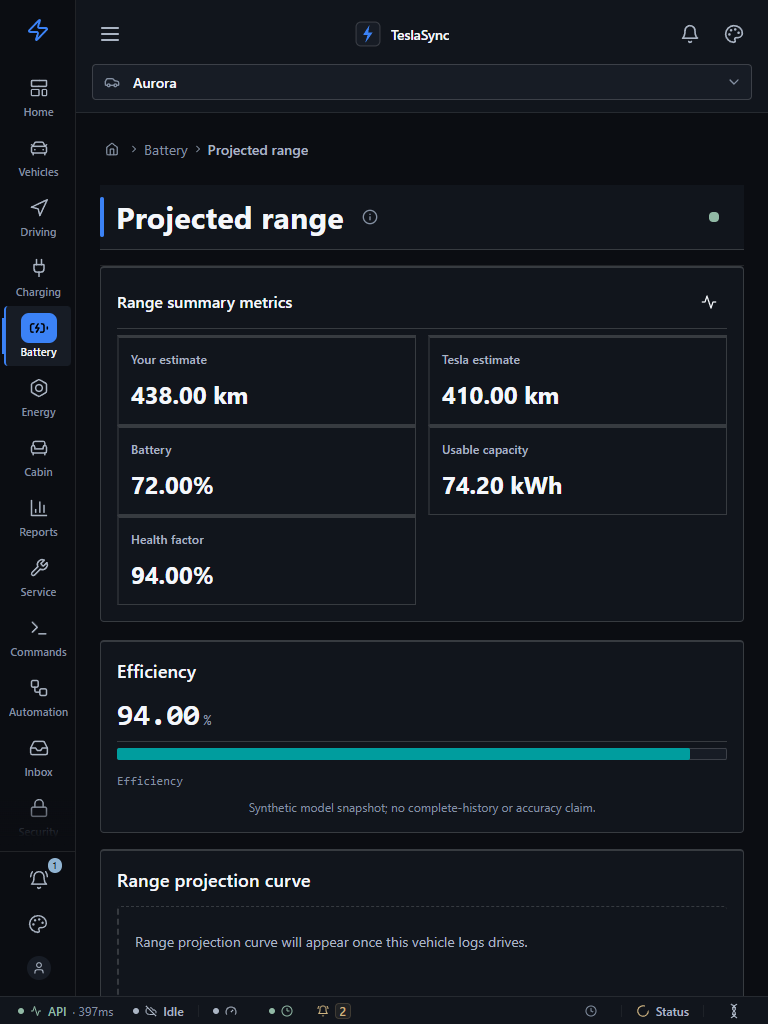 TeslaSync
Aurora
Home
Vehicles
Driving
Charging
Battery
Energy
Cabin
Reports
Service
Commands
Automation
Inbox
Security
1
Battery
Projected range
Projected range
Range summary metrics
Your estimate
438.00 km
Tesla estimate
410.00 km
Battery
72.00%
Usable capacity
74.20 kWh
Health factor
94.00%
Efficiency
94.00 %
Efficiency
Synthetic model snapshot; no complete-history or accuracy claim.
Range projection curve
Range projection curve will appear once this vehicle logs drives.
API · 397ms
Idle
2
Status